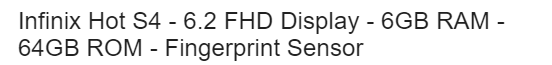 Infinix Hot S4 - 6.2 FHD Display - 6GB RAM -
64GB ROM - Fingerprint Sensor